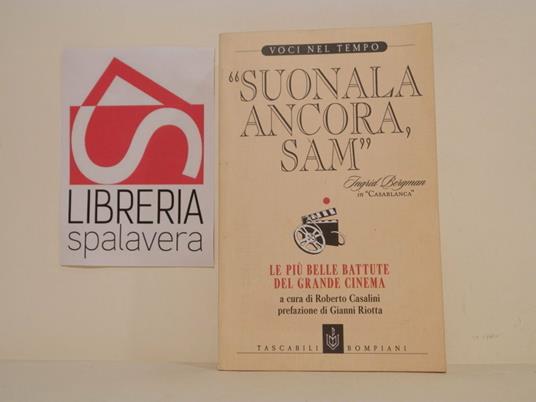 LIBRERIA
spalavera
VOCI NEL TEMPO
“SUONALA
ANCORA,
SAM”
Ingrid Bergman
in “CASABLANCA”
LE PIÙ BELLE BATTUTE
DEL GRANDE CINEMA
a cura di Roberto Casalini
prefazione di Gianni Riotta
TASCABILI BOMPIANI